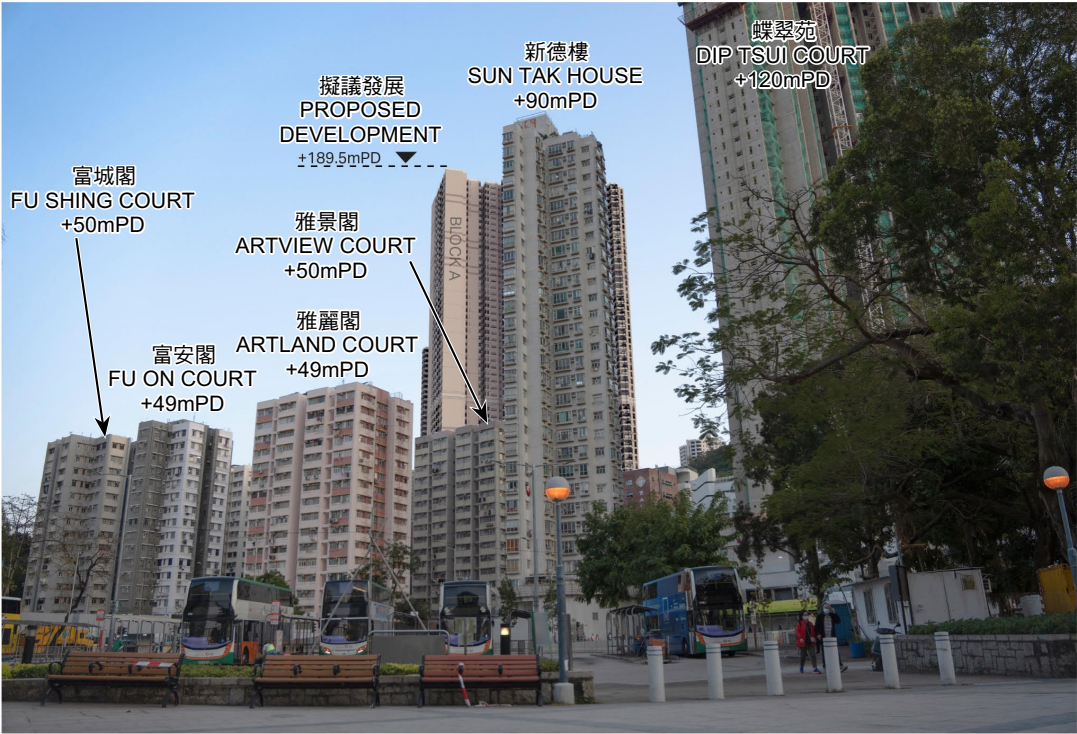 蝶翠苑
DIP TSUI COURT
+120mPD
新德樓
SUN TAK HOUSE
+90mPD
擬議發展
PROPOSED
DEVELOPMENT
+189.5mPD
富城閣
FU SHING COURT
+50mPD
雅景閣
ARTVIEW COURT
+50mPD
BLOCK A
雅麗閣
ARTLAND COURT
+49mPD
富安閣
FU ON COURT
+49mPD